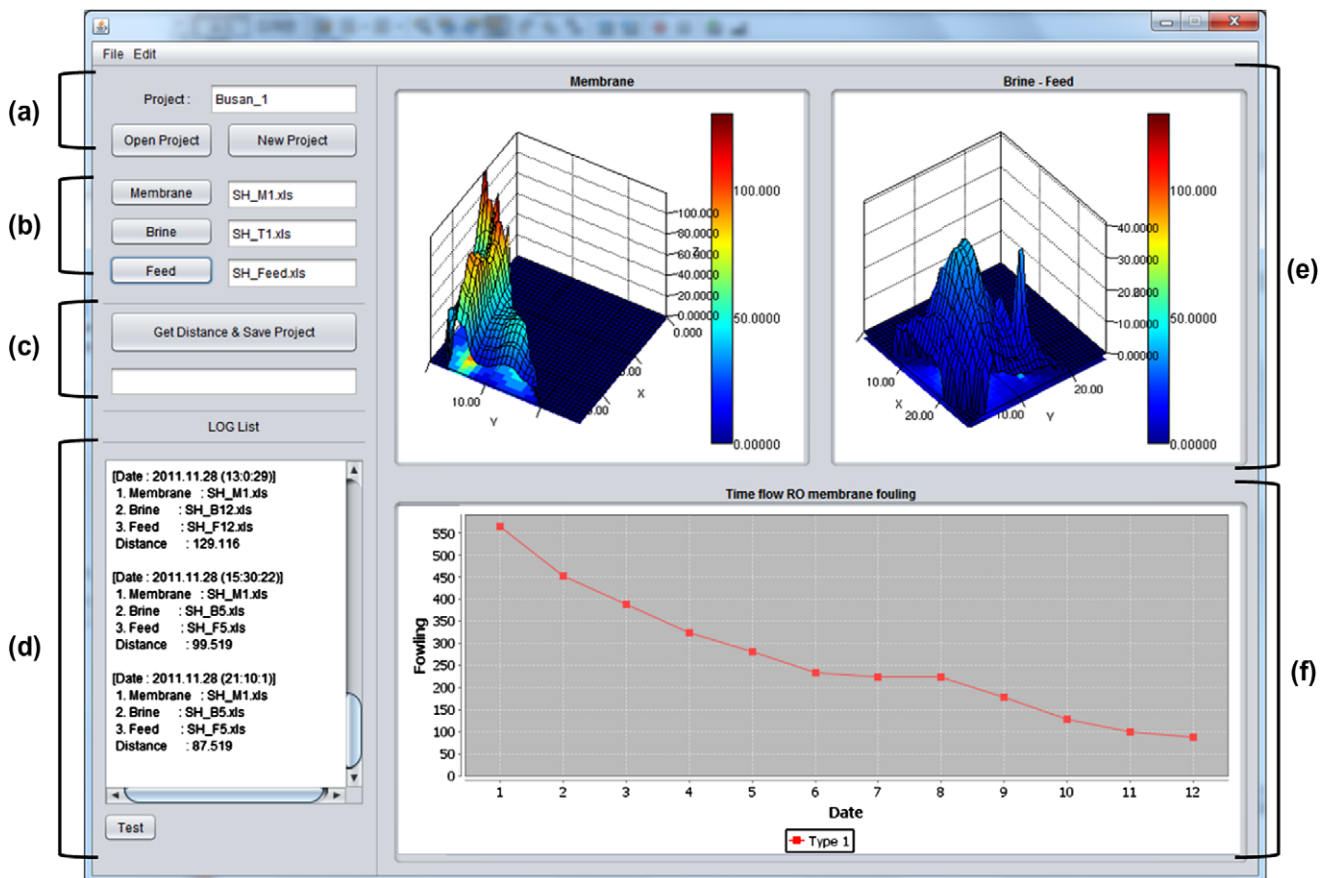 File Edit
(a)
Project :
Busan_1
Open Project
New Project
(b)
Membrane
SH_M1.xls
Brine
SH_T1.xls
Feed
SH_Feed.xls
(c)
Get Distance & Save Project
LOG List
(d)
[Date : 2011.11.28 (13:0:29)]
1. Membrane : SH_M1.xls
2. Brine : SH_B12.xls
3. Feed : SH_F12.xls
Distance : 129.116
[Date : 2011.11.28 (15:30:22)]
1. Membrane : SH_M1.xls
2. Brine : SH_B5.xls
3. Feed : SH_F5.xls
Distance : 99.519
[Date : 2011.11.28 (21:10:1)]
1. Membrane : SH_M1.xls
2. Brine : SH_B5.xls
3. Feed : SH_F5.xls
Distance : 87.519
Test
(e)
Membrane
100.000
80.0000
60.0000
40.0000
20.0000
0.00000
0.000
Z
X
10.00
Y
100.000
50.0000
0.00000
Brine - Feed
40.0000
30.0000
20.0000
10.0000
0.00000
10.00
X
20.00
10.00
Y
20.00
100.000
50.0000
0.00000
(f)
Time flow RO membrane fouling
Fowling
550
500
450
400
350
300
250
200
150
100
50
0
1 2 3 4 5 6 7 8 9 10 11 12
Date
Type 1